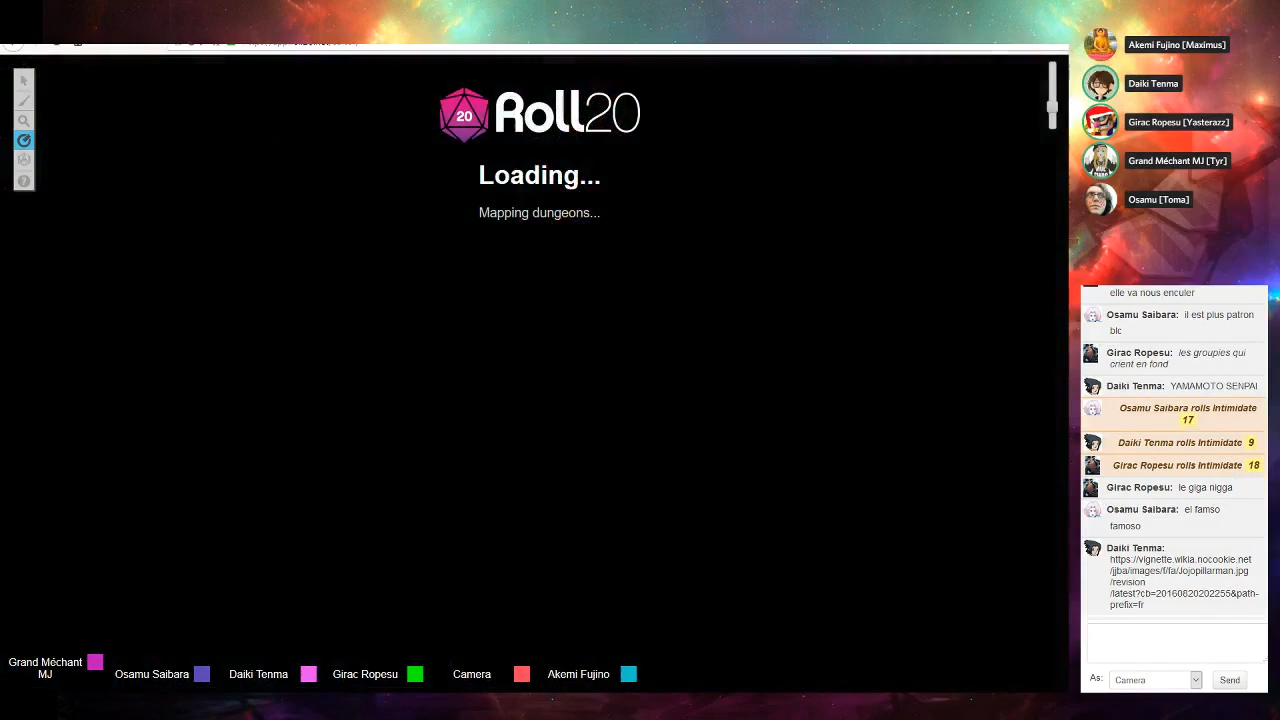 20
Roll20
Loading...
Mapping dungeons...
Akemi Fujino [Maximus]
Daiki Tenma
Girac Ropesu [Yasterazz]
Grand Méchant MJ [Tyr]
Osamu [Toma]
elle va nous enculer
Osamu Saibara: il est plus patron
blc
Girac Ropesu: les groupies qui
crient en fond
Daiki Tenma: YAMAMOTO SENPAI
Osamu Saibara rolls Intimidate
17
Daiki Tenma rolls Intimidate 9
Girac Ropesu rolls Intimidate 18
Girac Ropesu: le giga nigga
Osamu Saibara: el famso
famoso
Daiki Tenma:
https://vignette.wikia.nocookie.net
/jjba/images/f/fa/Jojopillarman.jpg
/revision
/latest?cb=20160820202255&path-
prefix=fr
As:
Camera
Send
Grand Méchant
MJ
Osamu Saibara
Daiki Tenma
Girac Ropesu
Camera
Akemi Fujino